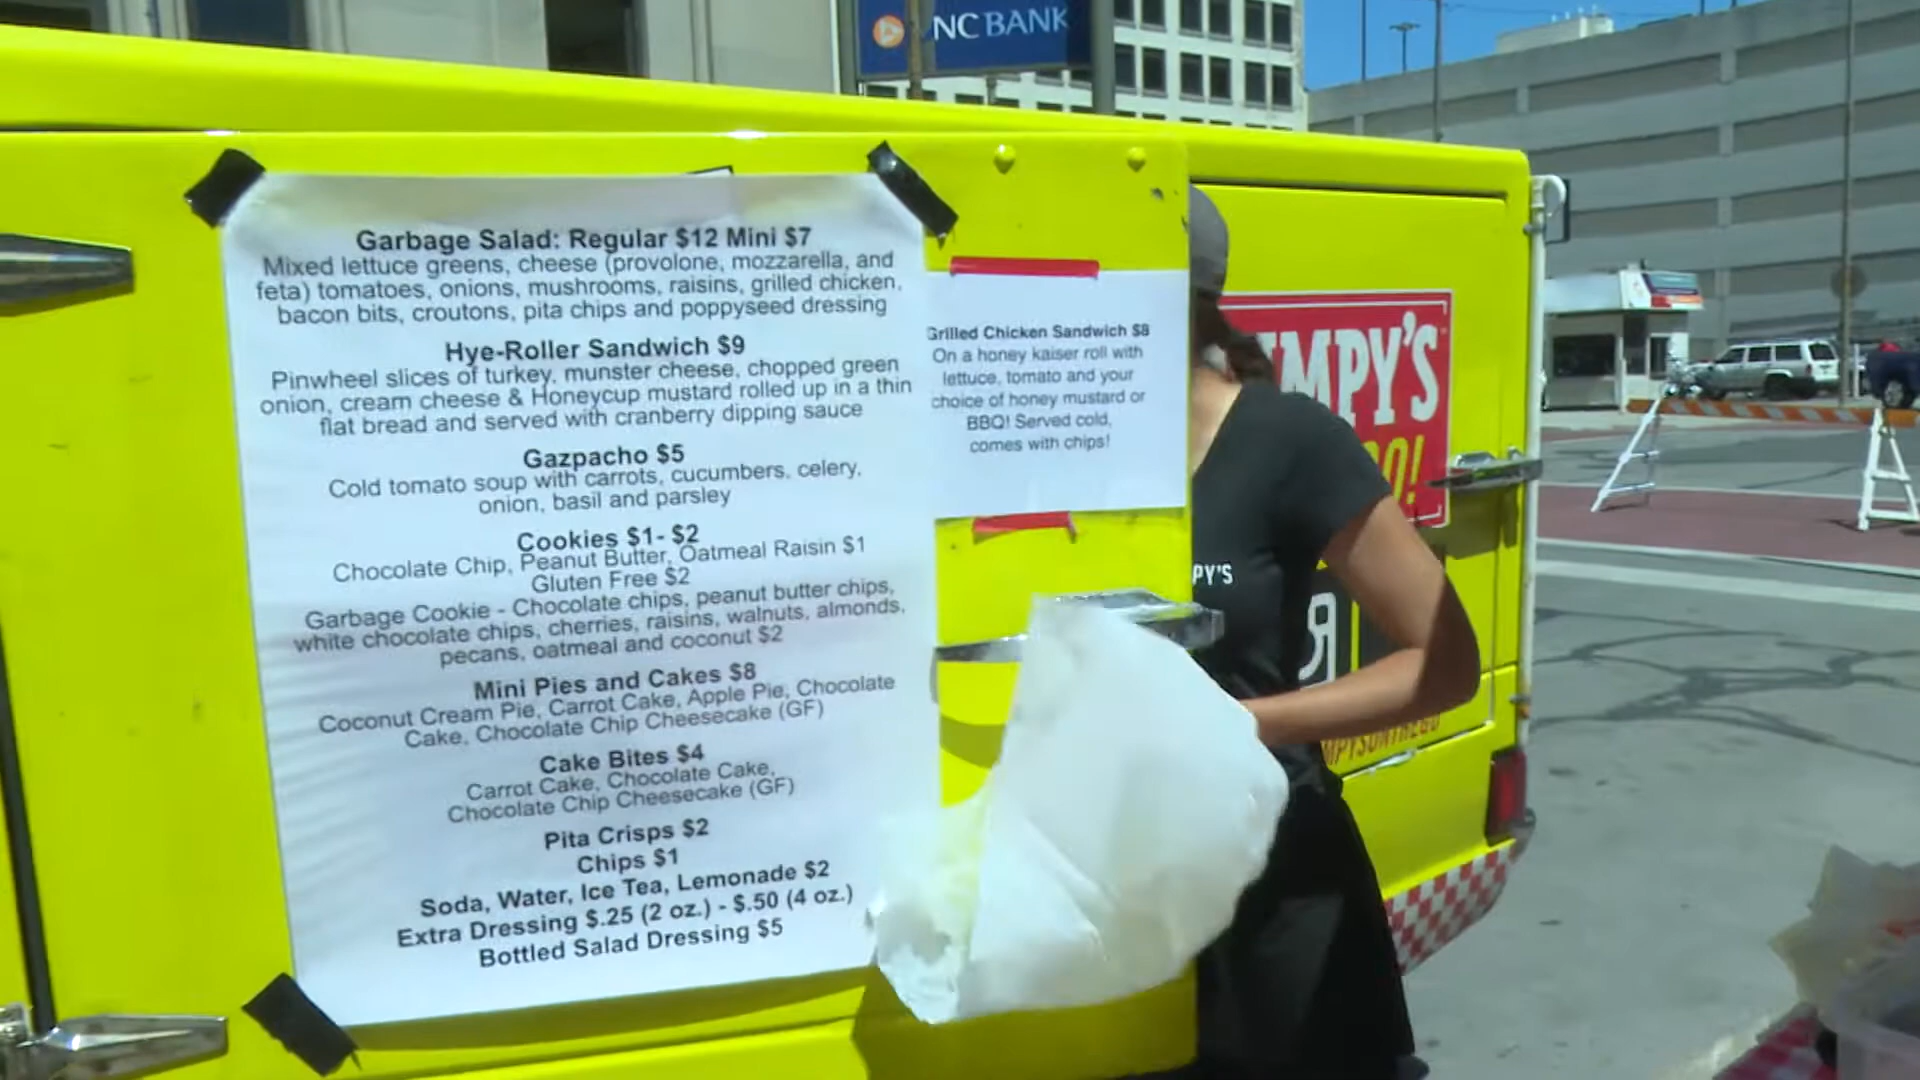 NC BANK
Garbage Salad: Regular $12 Mini $7
Mixed lettuce greens, cheese (provolone, mozzarella, and
feta) tomatoes, onions, mushrooms, raisins, grilled chicken,
bacon bits, croutons, pita chips and poppyseed dressing
Hye-Roller Sandwich $9
Pinwheel slices of turkey, munster cheese, chopped green
onion, cream cheese & Honeycup mustard rolled up in a thin
flat bread and served with cranberry dipping sauce
Gazpacho $5
Cold tomato soup with carrots, cucumbers, celery,
onion, basil and parsley
Cookies $1- $2
Chocolate Chip, Peanut Butter, Oatmeal Raisin $1
Gluten Free $2
Garbage Cookie - Chocolate chips, peanut butter chips,
white chocolate chips, cherries, raisins, walnuts, almonds,
pecans, oatmeal and coconut $2
Mini Pies and Cakes $8
Coconut Cream Pie, Carrot Cake, Apple Pie, Chocolate
Cake, Chocolate Chip Cheesecake (GF)
Cake Bites $4
Carrot Cake, Chocolate Cake,
Chocolate Chip Cheesecake (GF)
Pita Crisps $2
Chips $1
Soda, Water, Ice Tea, Lemonade $2
Extra Dressing $.25 (2 oz.) - $.50 (4 oz.)
Bottled Salad Dressing $5
Grilled Chicken Sandwich $8
On a honey kaiser roll with
lettuce, tomato and your
choice of honey mustard or
BBQ! Served cold,
comes with chips!
IMPY'S
GO!
PY'S
MPYSONTHEGO